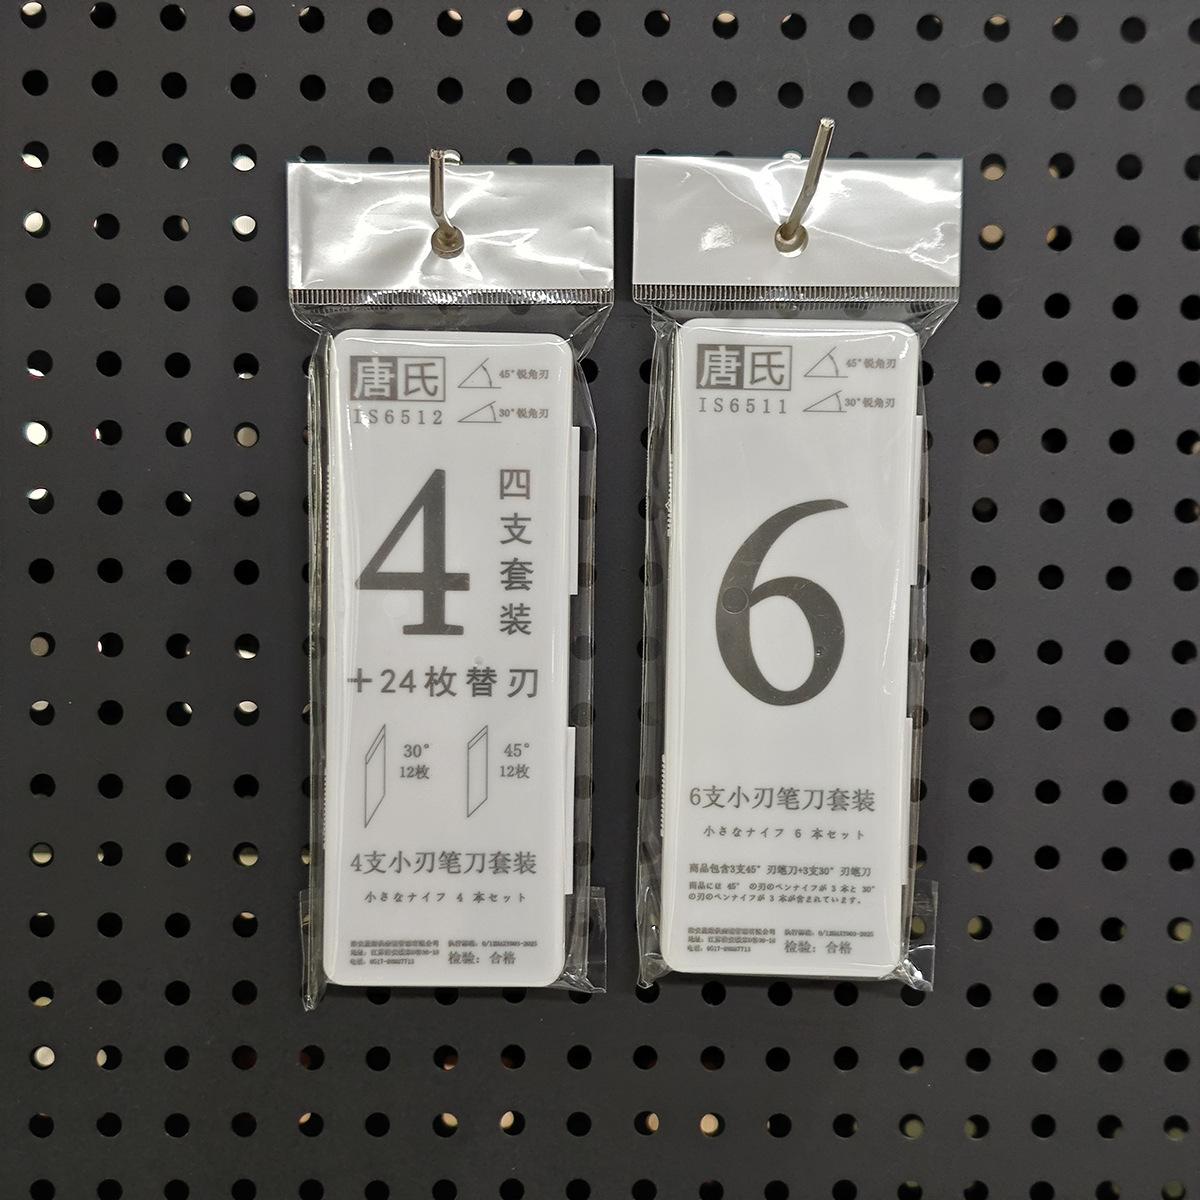 唐氏
IS6512
45°锐角刃
30°锐角刃
4
四支套装
+24枚替刃
30°
12枚
45°
12枚
4支小刃笔刀套装
小さなナイフ 4 本セット
检验：合格
唐氏
IS6511
45°锐角刃
30°锐角刃
6
6支小刃笔刀套装
小さなナイフ 6 本セット
商品包含3支45° 刃笔刀+3支30° 刃笔刀
商品には 45° の刃のペンナイフが 3 本と 30°
の刃のペンナイフが 3 本が含まれています。
检验：合格